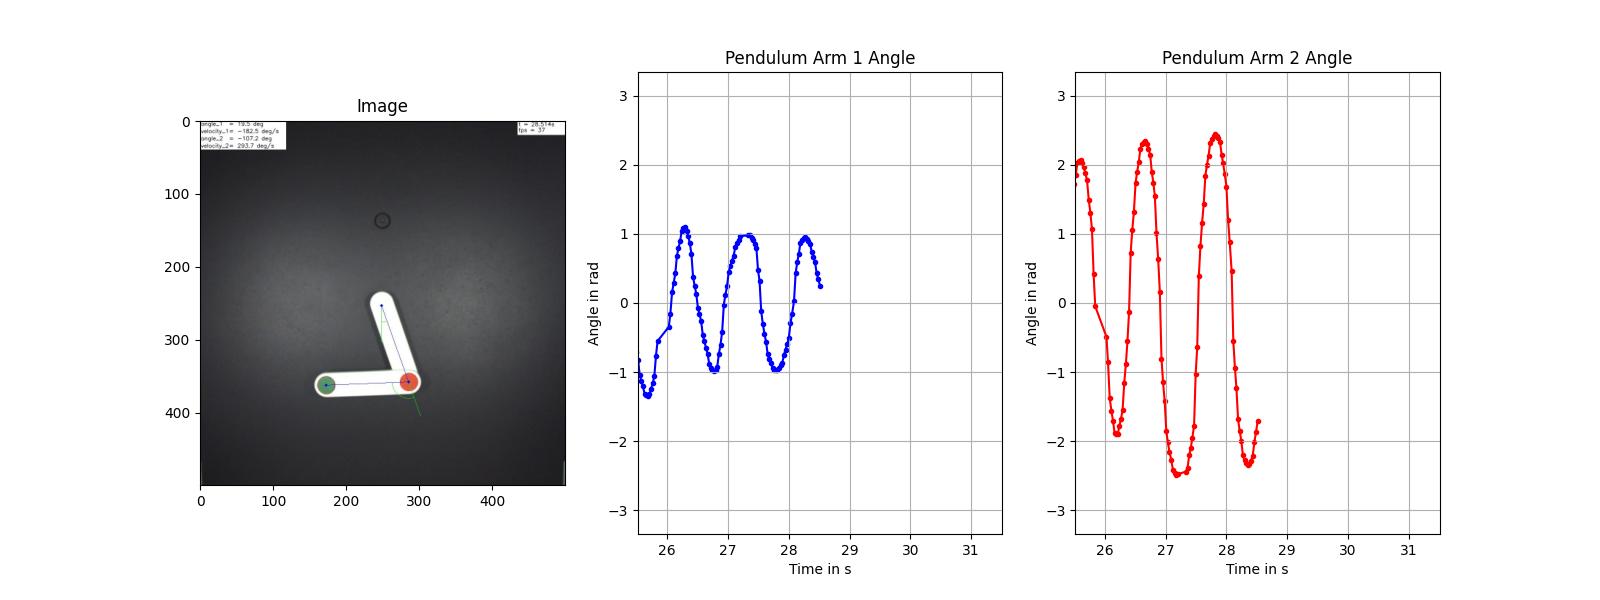 Image
Pendulum Arm 1 Angle
Pendulum Arm 2 Angle
angle_1 = 19.5 deg
velocity_1= -182.5 deg/s
angle_2 = -107.2 deg
velocity_2= 293.7 deg/s
t = 28.514s
fps = 37
0
100
200
300
400
0 100 200 300 400
Angle in rad
3
2
1
0
−1
−2
−3
26 27 28 29 30 31
Time in s
Angle in rad
3
2
1
0
−1
−2
−3
26 27 28 29 30 31
Time in s